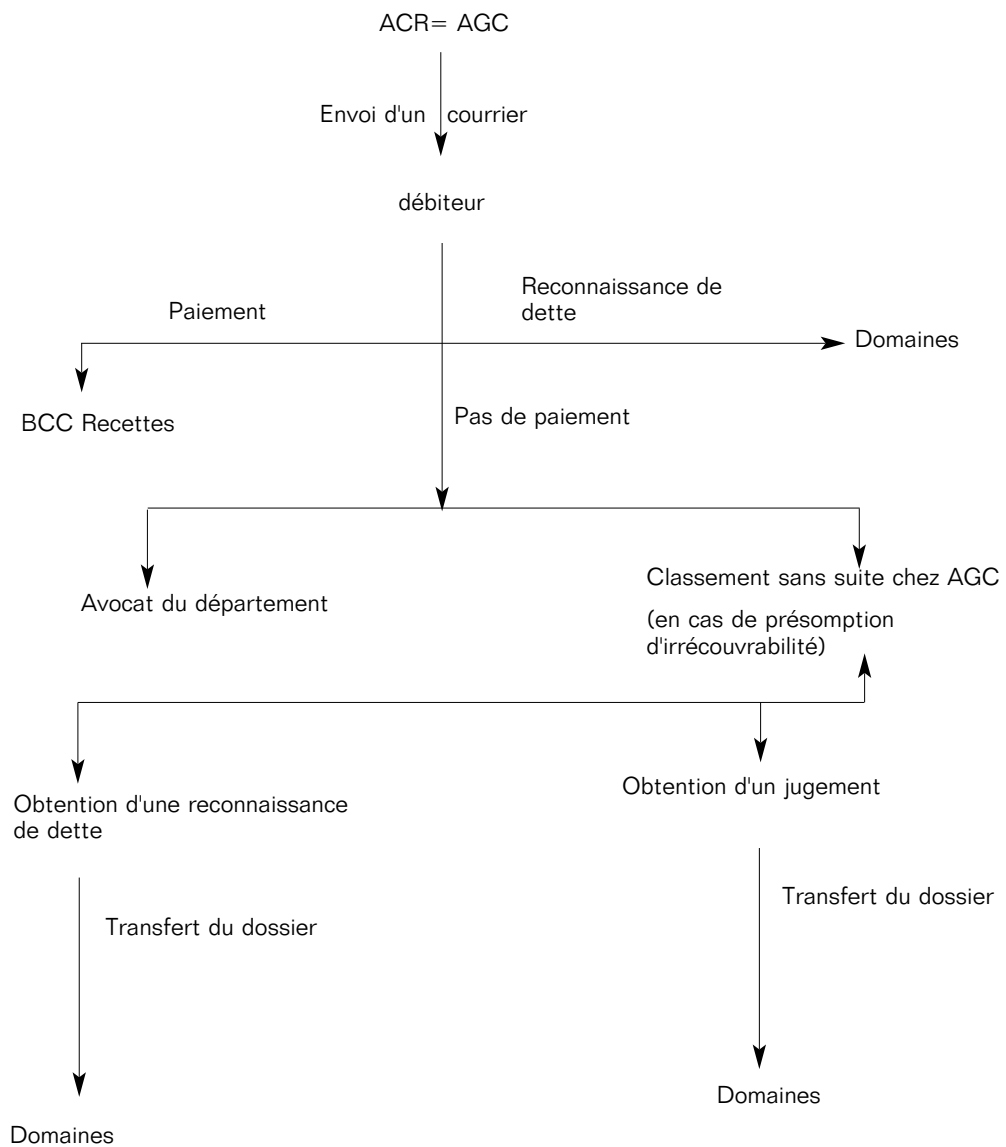 ACR= AGC
Envoi d'un courrier
débiteur
Reconnaissance de
dette
Paiement
Domaines
BCC Recettes
Pas de paiement
Avocat du département
Classement sans suite chez AGC
(en cas de présomption
d'irrécouvrabilité)
Obtention d'une reconnaissance
de dette
Obtention d'un jugement
Transfert du dossier
Transfert du dossier
Domaines
Domaines